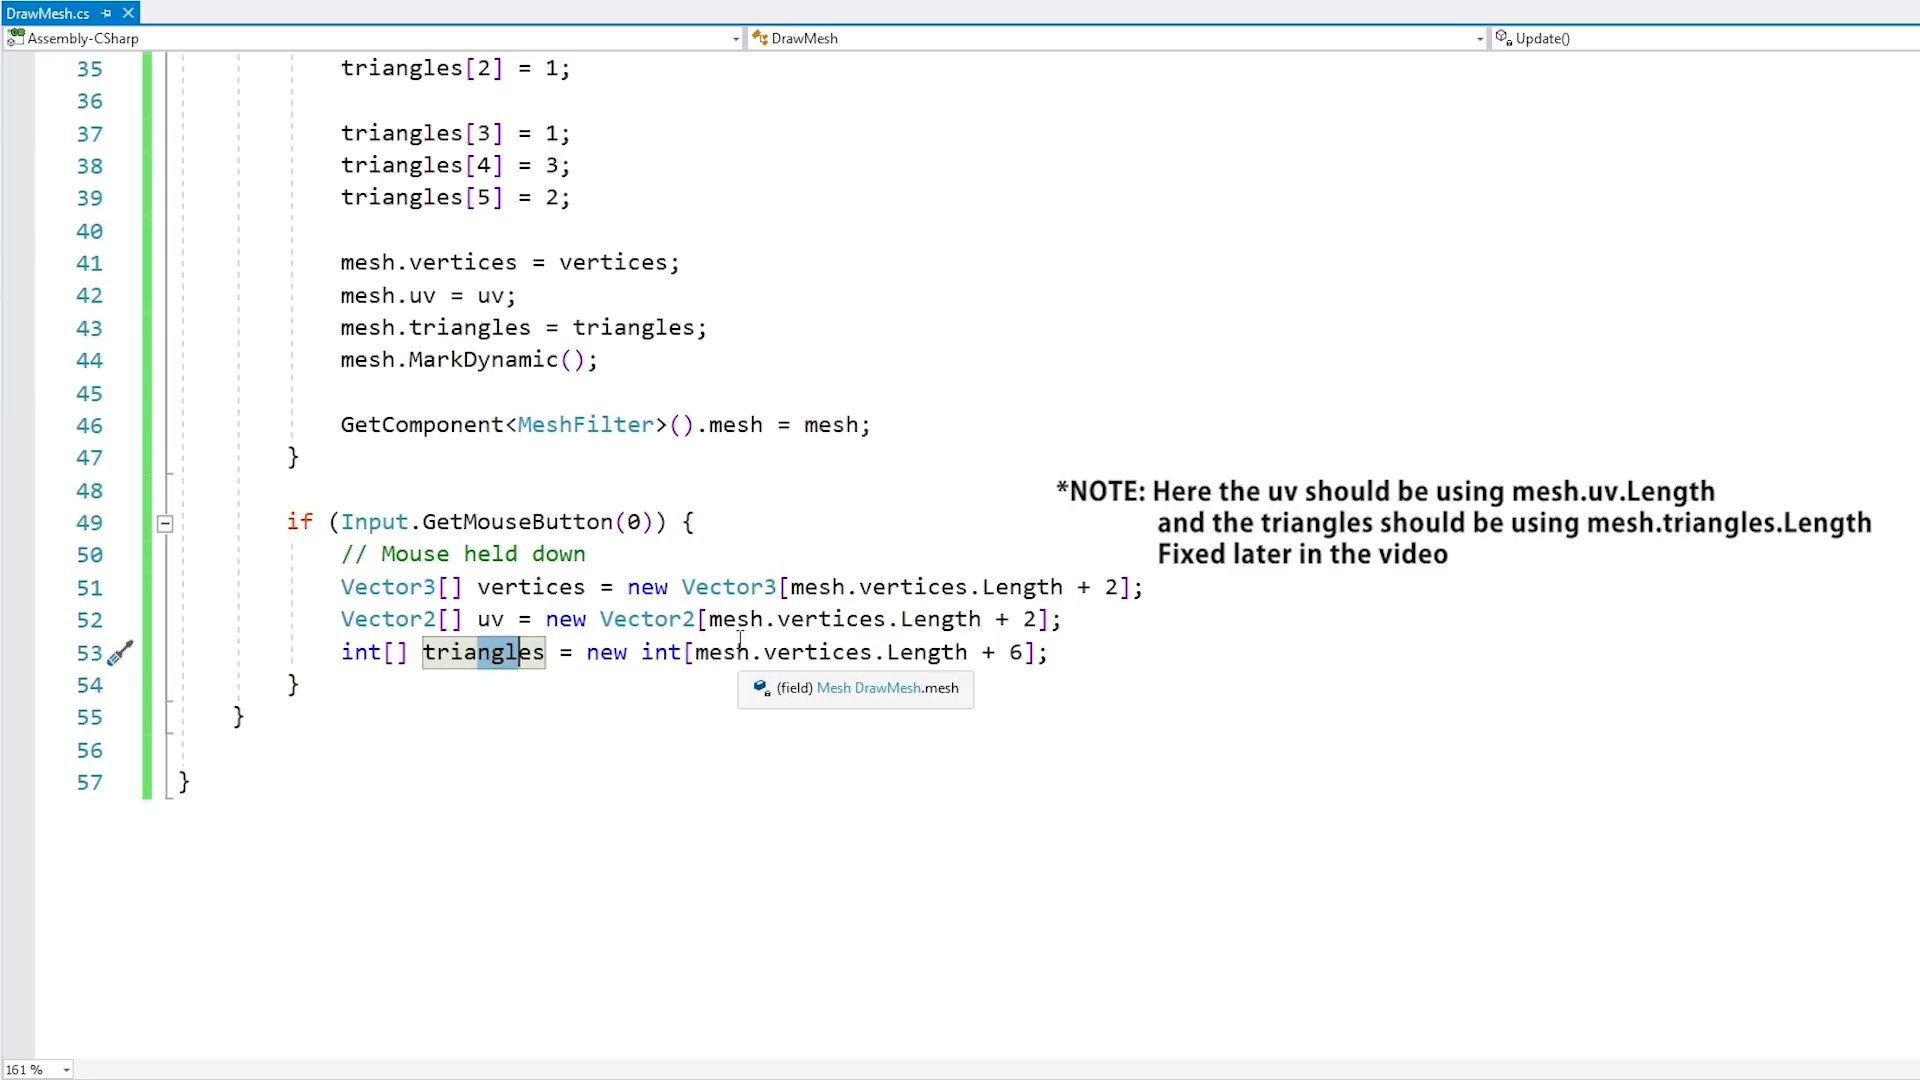 DrawMesh.cs
Assembly-CSharp DrawMesh Update()
35 triangles[2] = 1;
36
37 triangles[3] = 1;
38 triangles[4] = 3;
39 triangles[5] = 2;
40
41 mesh.vertices = vertices;
42 mesh.uv = uv;
43 mesh.triangles = triangles;
44 mesh.MarkDynamic();
45
46 GetComponent<MeshFilter>().mesh = mesh;
47 }
48
*NOTE: Here the uv should be using mesh.uv.Length
and the triangles should be using mesh.triangles.Length
Fixed later in the video
49 if (Input.GetMouseButton(0)) {
50 // Mouse held down
51 Vector3[] vertices = new Vector3[mesh.vertices.Length + 2];
52 Vector2[] uv = new Vector2[mesh.vertices.Length + 2];
53 int[] triangles = new int[mesh.vertices.Length + 6];
(field) Mesh DrawMesh.mesh
54 }
55 }
56
57 }
161 %